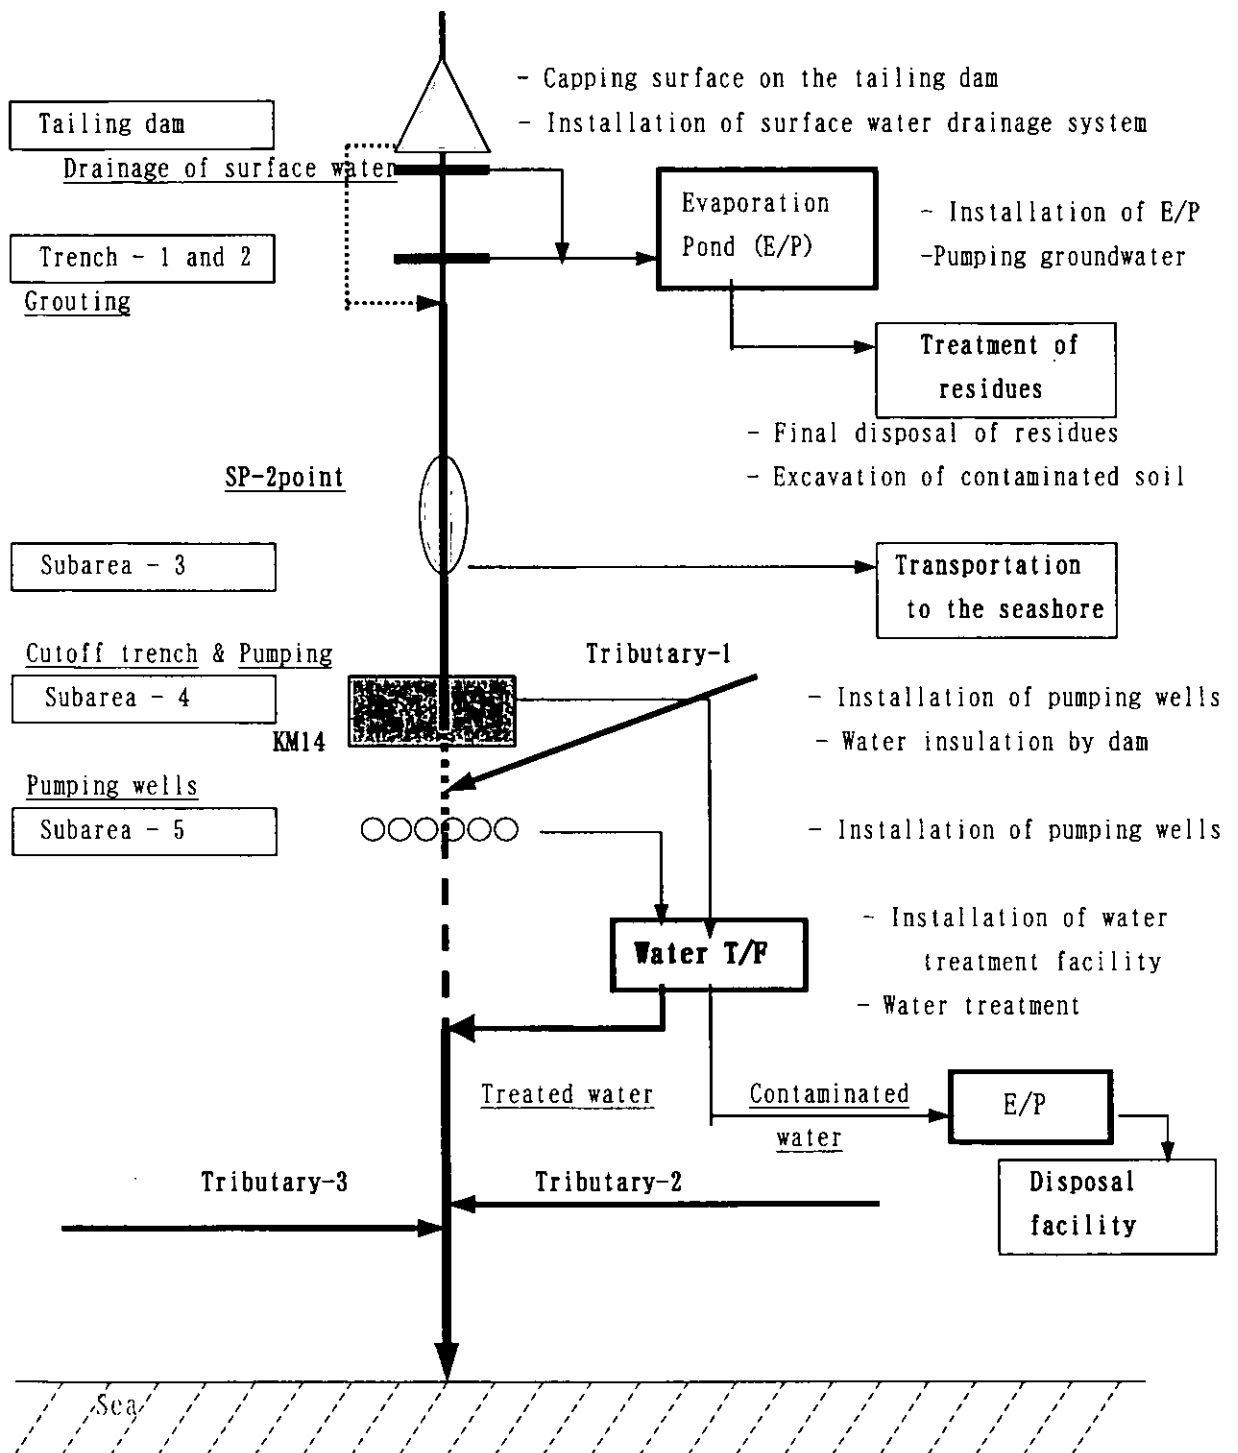 - Capping surface on the tailing dam
Tailing dam
- Installation of surface water drainage system
Drainage of surface water
Evaporation
Pond (E/P)
- Installation of E/P
-Pumping groundwater
Trench - 1 and 2
Grouting
Treatment of
residues
- Final disposal of residues
- Excavation of contaminated soil
SP-2point
Subarea - 3
Transportation
to the seashore
Cutoff trench & Pumping
Tributary-1
Subarea - 4
- Installation of pumping wells
KM14
- Water insulation by dam
Pumping wells
Subarea - 5
- Installation of pumping wells
Water T/F
- Installation of water
treatment facility
- Water treatment
Treated water
Contaminated
water
E/P
Tributary-3
Tributary-2
Disposal
facility
Sea